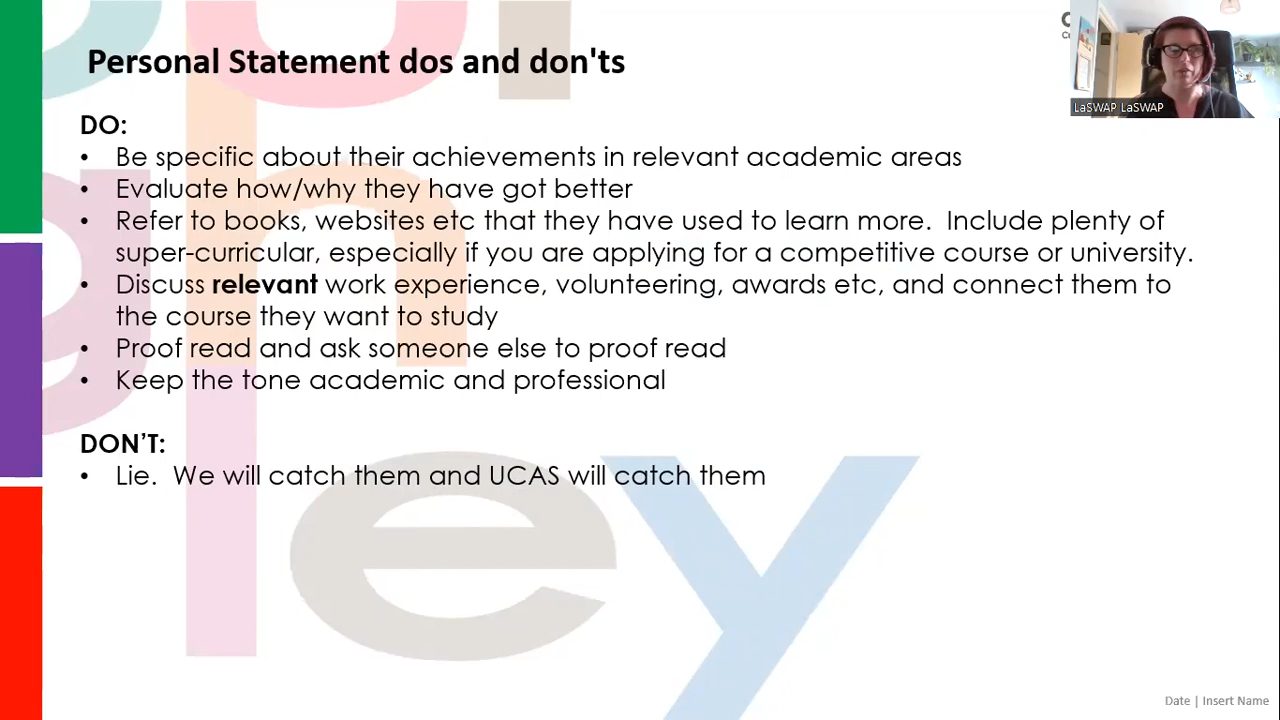 Personal Statement dos and don'ts
DO:
• Be specific about their achievements in relevant academic areas
• Evaluate how/why they have got better
• Refer to books, websites etc that they have used to learn more.  Include plenty of
super-curricular, especially if you are applying for a competitive course or university.
• Discuss relevant work experience, volunteering, awards etc, and connect them to
the course they want to study
• Proof read and ask someone else to proof read
• Keep the tone academic and professional
DON’T:
• Lie.  We will catch them and UCAS will catch them
LaSWAP LaSWAP
Date | Insert Name